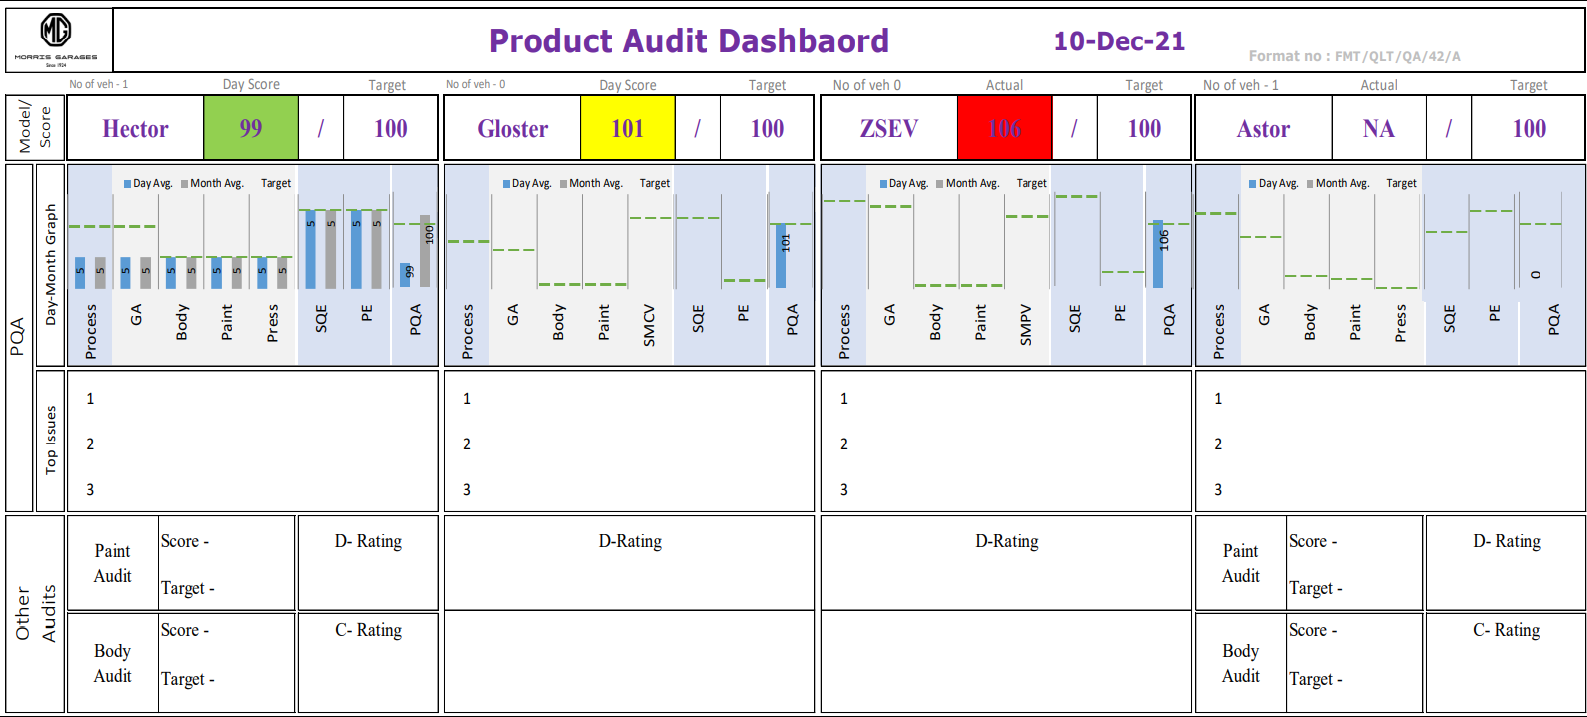 MG
MORRIS GARAGES
Since 1924
Product Audit Dashbaord
10-Dec-21
Format no : FMT/QLT/QA/42/A
No of veh - 1 Day Score Target
No of veh - 0 Day Score Target
No of veh 0 Actual Target
No of veh - 1 Actual Target
Model/
Score
Hector 99 / 100
Gloster 101 / 100
ZSEV 106 / 100
Astor NA / 100
PQA
Day-Month Graph
Day Avg. Month Avg. Target
5 5 5 5 5 5 5 5 5 5 5 5 5 5 99 100
Process GA Body Paint Press SQE PE PQA
Day Avg. Month Avg. Target
101
Process GA Body Paint SMCV SQE PE PQA
Day Avg. Month Avg. Target
106
Process GA Body Paint SMPV SQE PE PQA
Day Avg. Month Avg. Target
0
Process GA Body Paint Press SQE PE PQA
Top Issues
1
2
3
1
2
3
1
2
3
1
2
3
Other
Audits
Paint
Audit
Score -
Target -
D- Rating
D-Rating
D-Rating
Paint
Audit
Score -
Target -
D- Rating
Body
Audit
Score -
Target -
C- Rating
Body
Audit
Score -
Target -
C- Rating